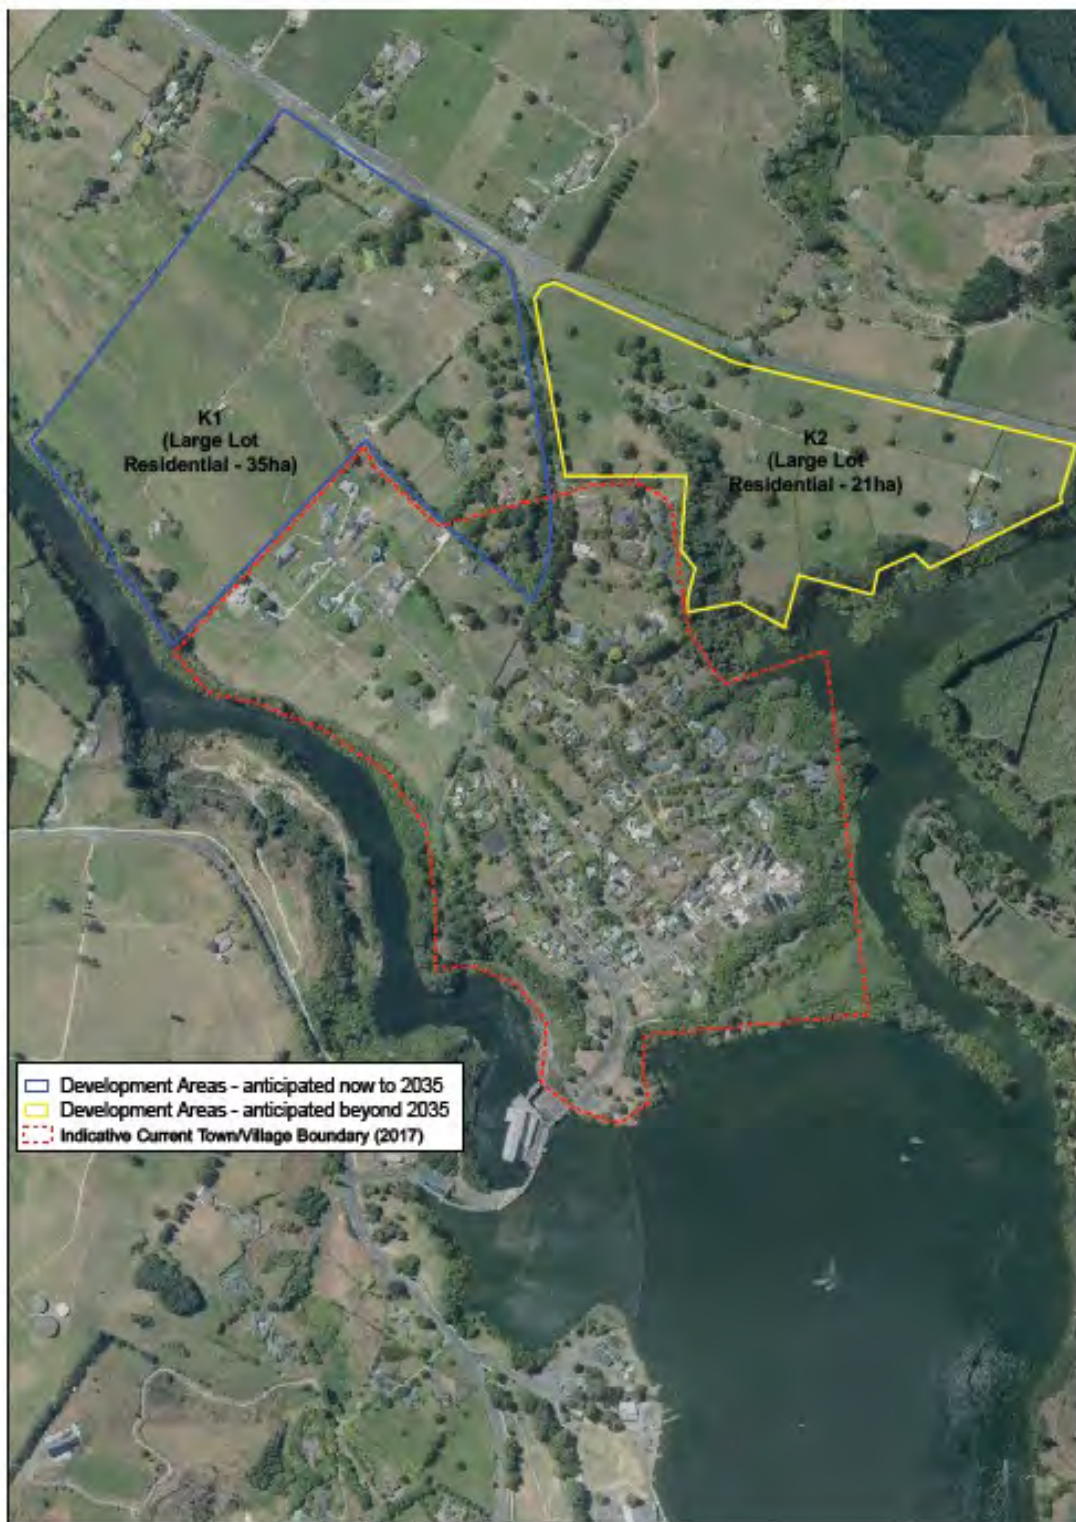 K1
(Large Lot
Residential - 35ha)
K2
(Large Lot
Residential - 21ha)
Development Areas - anticipated now to 2035
Development Areas - anticipated beyond 2035
Indicative Current Town/Village Boundary (2017)